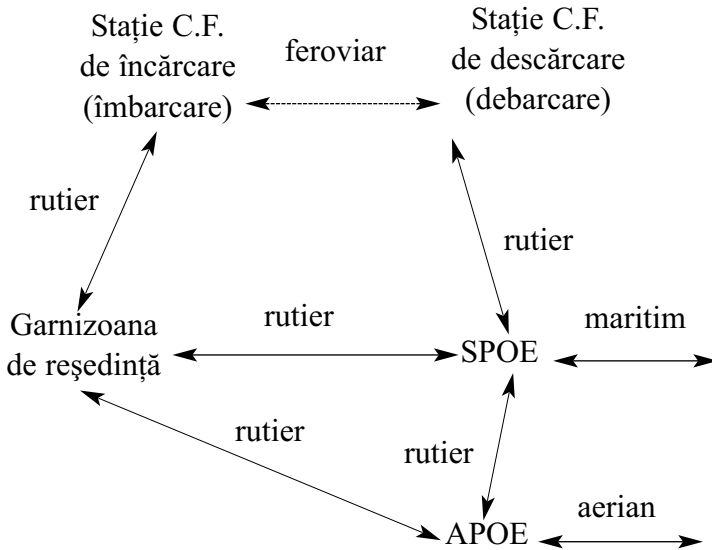 Stație C.F.
de încărcare
(îmbarcare)
feroviar
Stație C.F.
de descărcare
(debarcare)
rutier
rutier
Garnizoana
de reşedință
rutier
SPOE
maritim
rutier
rutier
APOE
aerian